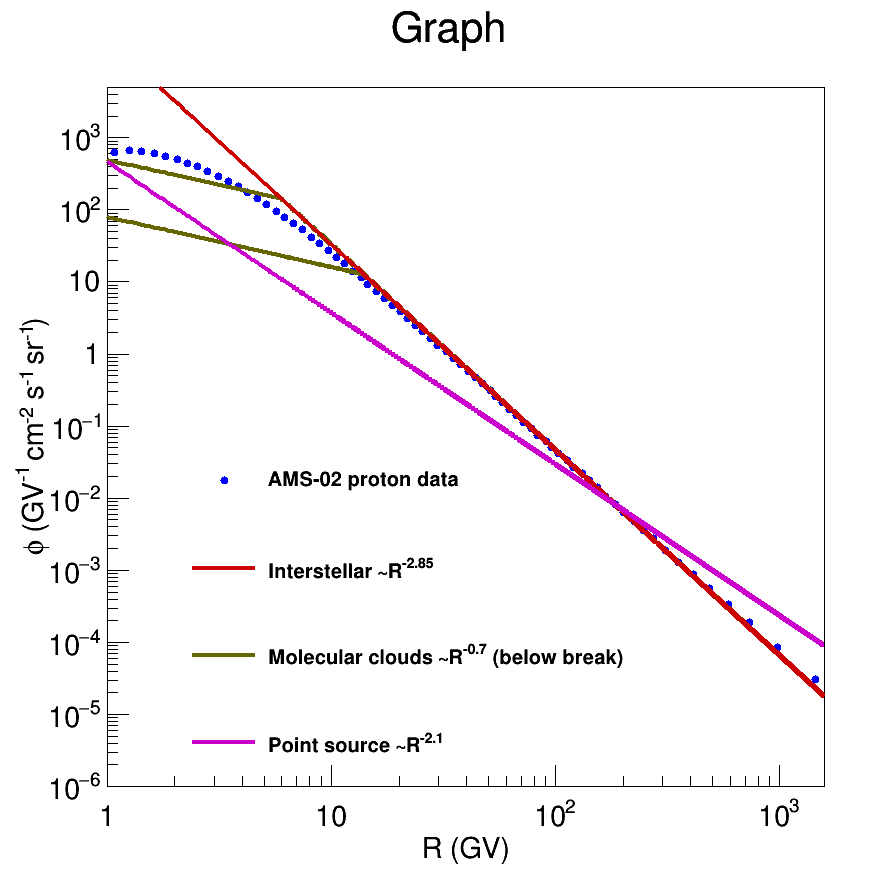 Graph
10³
10²
10
1
10⁻¹
10⁻²
10⁻³
10⁻⁴
10⁻⁵
10⁻⁶
ϕ (GV⁻¹ cm⁻² s⁻¹ sr⁻¹)
AMS-02 proton data
Interstellar ~R⁻²·⁸⁵
Molecular clouds ~R⁻⁰·⁷ (below break)
Point source ~R⁻²·¹
1 10 10² 10³
R (GV)